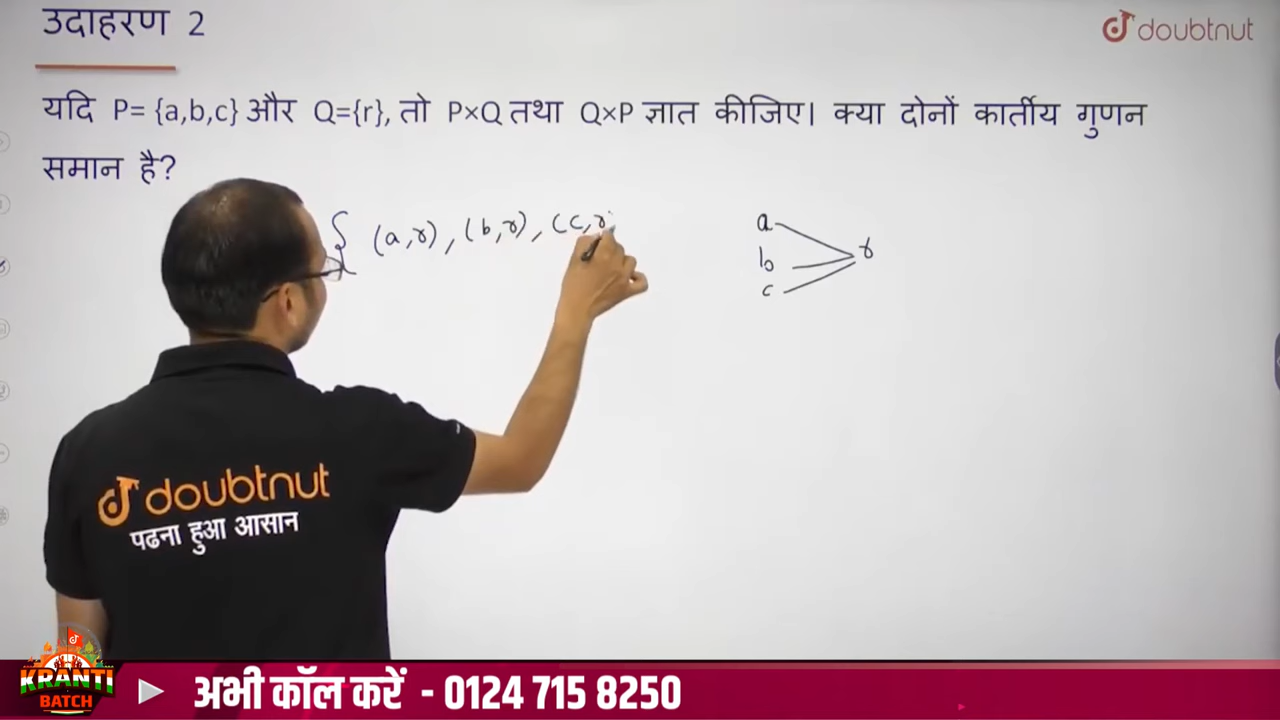 उदाहरण 2
doubtnut
यदि P= {a,b,c} और Q={r}, तो P×Q तथा Q×P ज्ञात कीजिए। क्या दोनों कार्तीय गुणन
समान है?
{ (a,r), (b,r), (c,r
a
b
c
r
doubtnut
पढना हुआ आसान
KRANTI
BATCH
अभी कॉल करें - 0124 715 8250